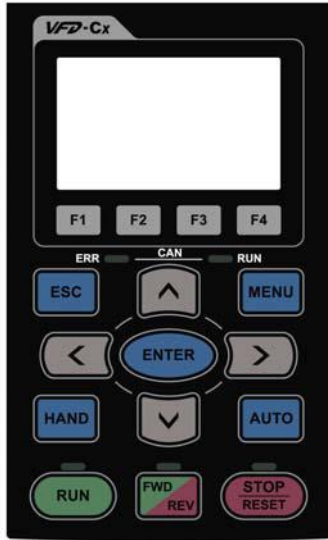 VFD-Cx
F1 F2 F3 F4
ERR CAN RUN
ESC MENU
ENTER
HAND AUTO
RUN FWD REV STOP RESET